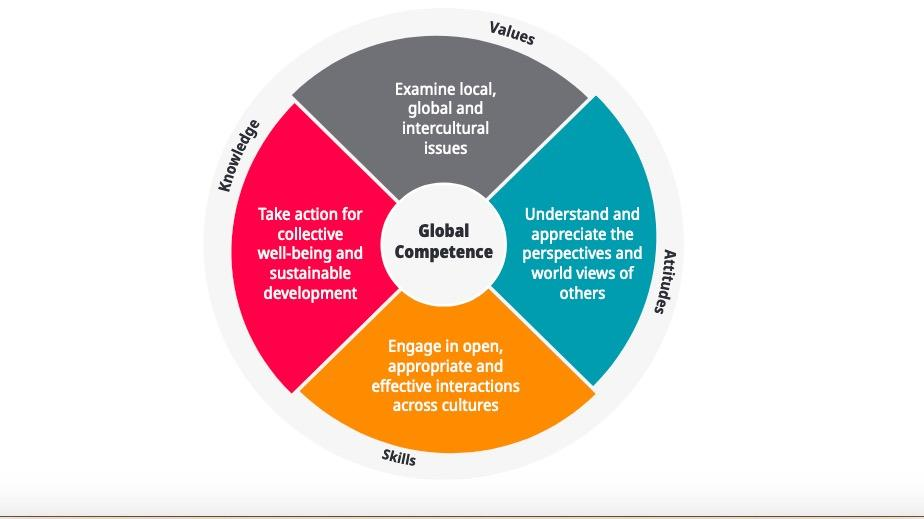 Values
Examine local,
global and
intercultural
issues
Knowledge
Take action for
collective
well-being and
sustainable
development
Global
Competence
Understand and
appreciate the
perspectives and
world views of
others
Attitudes
Engage in open,
appropriate and
effective interactions
across cultures
Skills